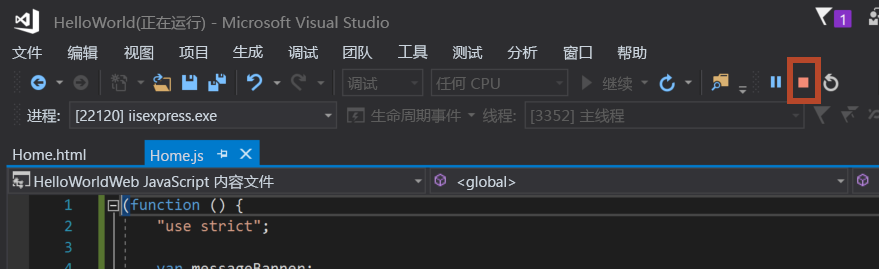 HelloWorld(正在运行) - Microsoft Visual Studio
1
文件 编辑 视图 项目 生成 调试 团队 工具 测试 分析 窗口 帮助
调试 任何 CPU 继续
进程: [22120] iisexpress.exe 生命周期事件 线程: [3352] 主线程
Home.html Home.js
HelloWorldWeb JavaScript 内容文件 <global>
1 (function () {
2 "use strict";
3
4 var messageBanner;